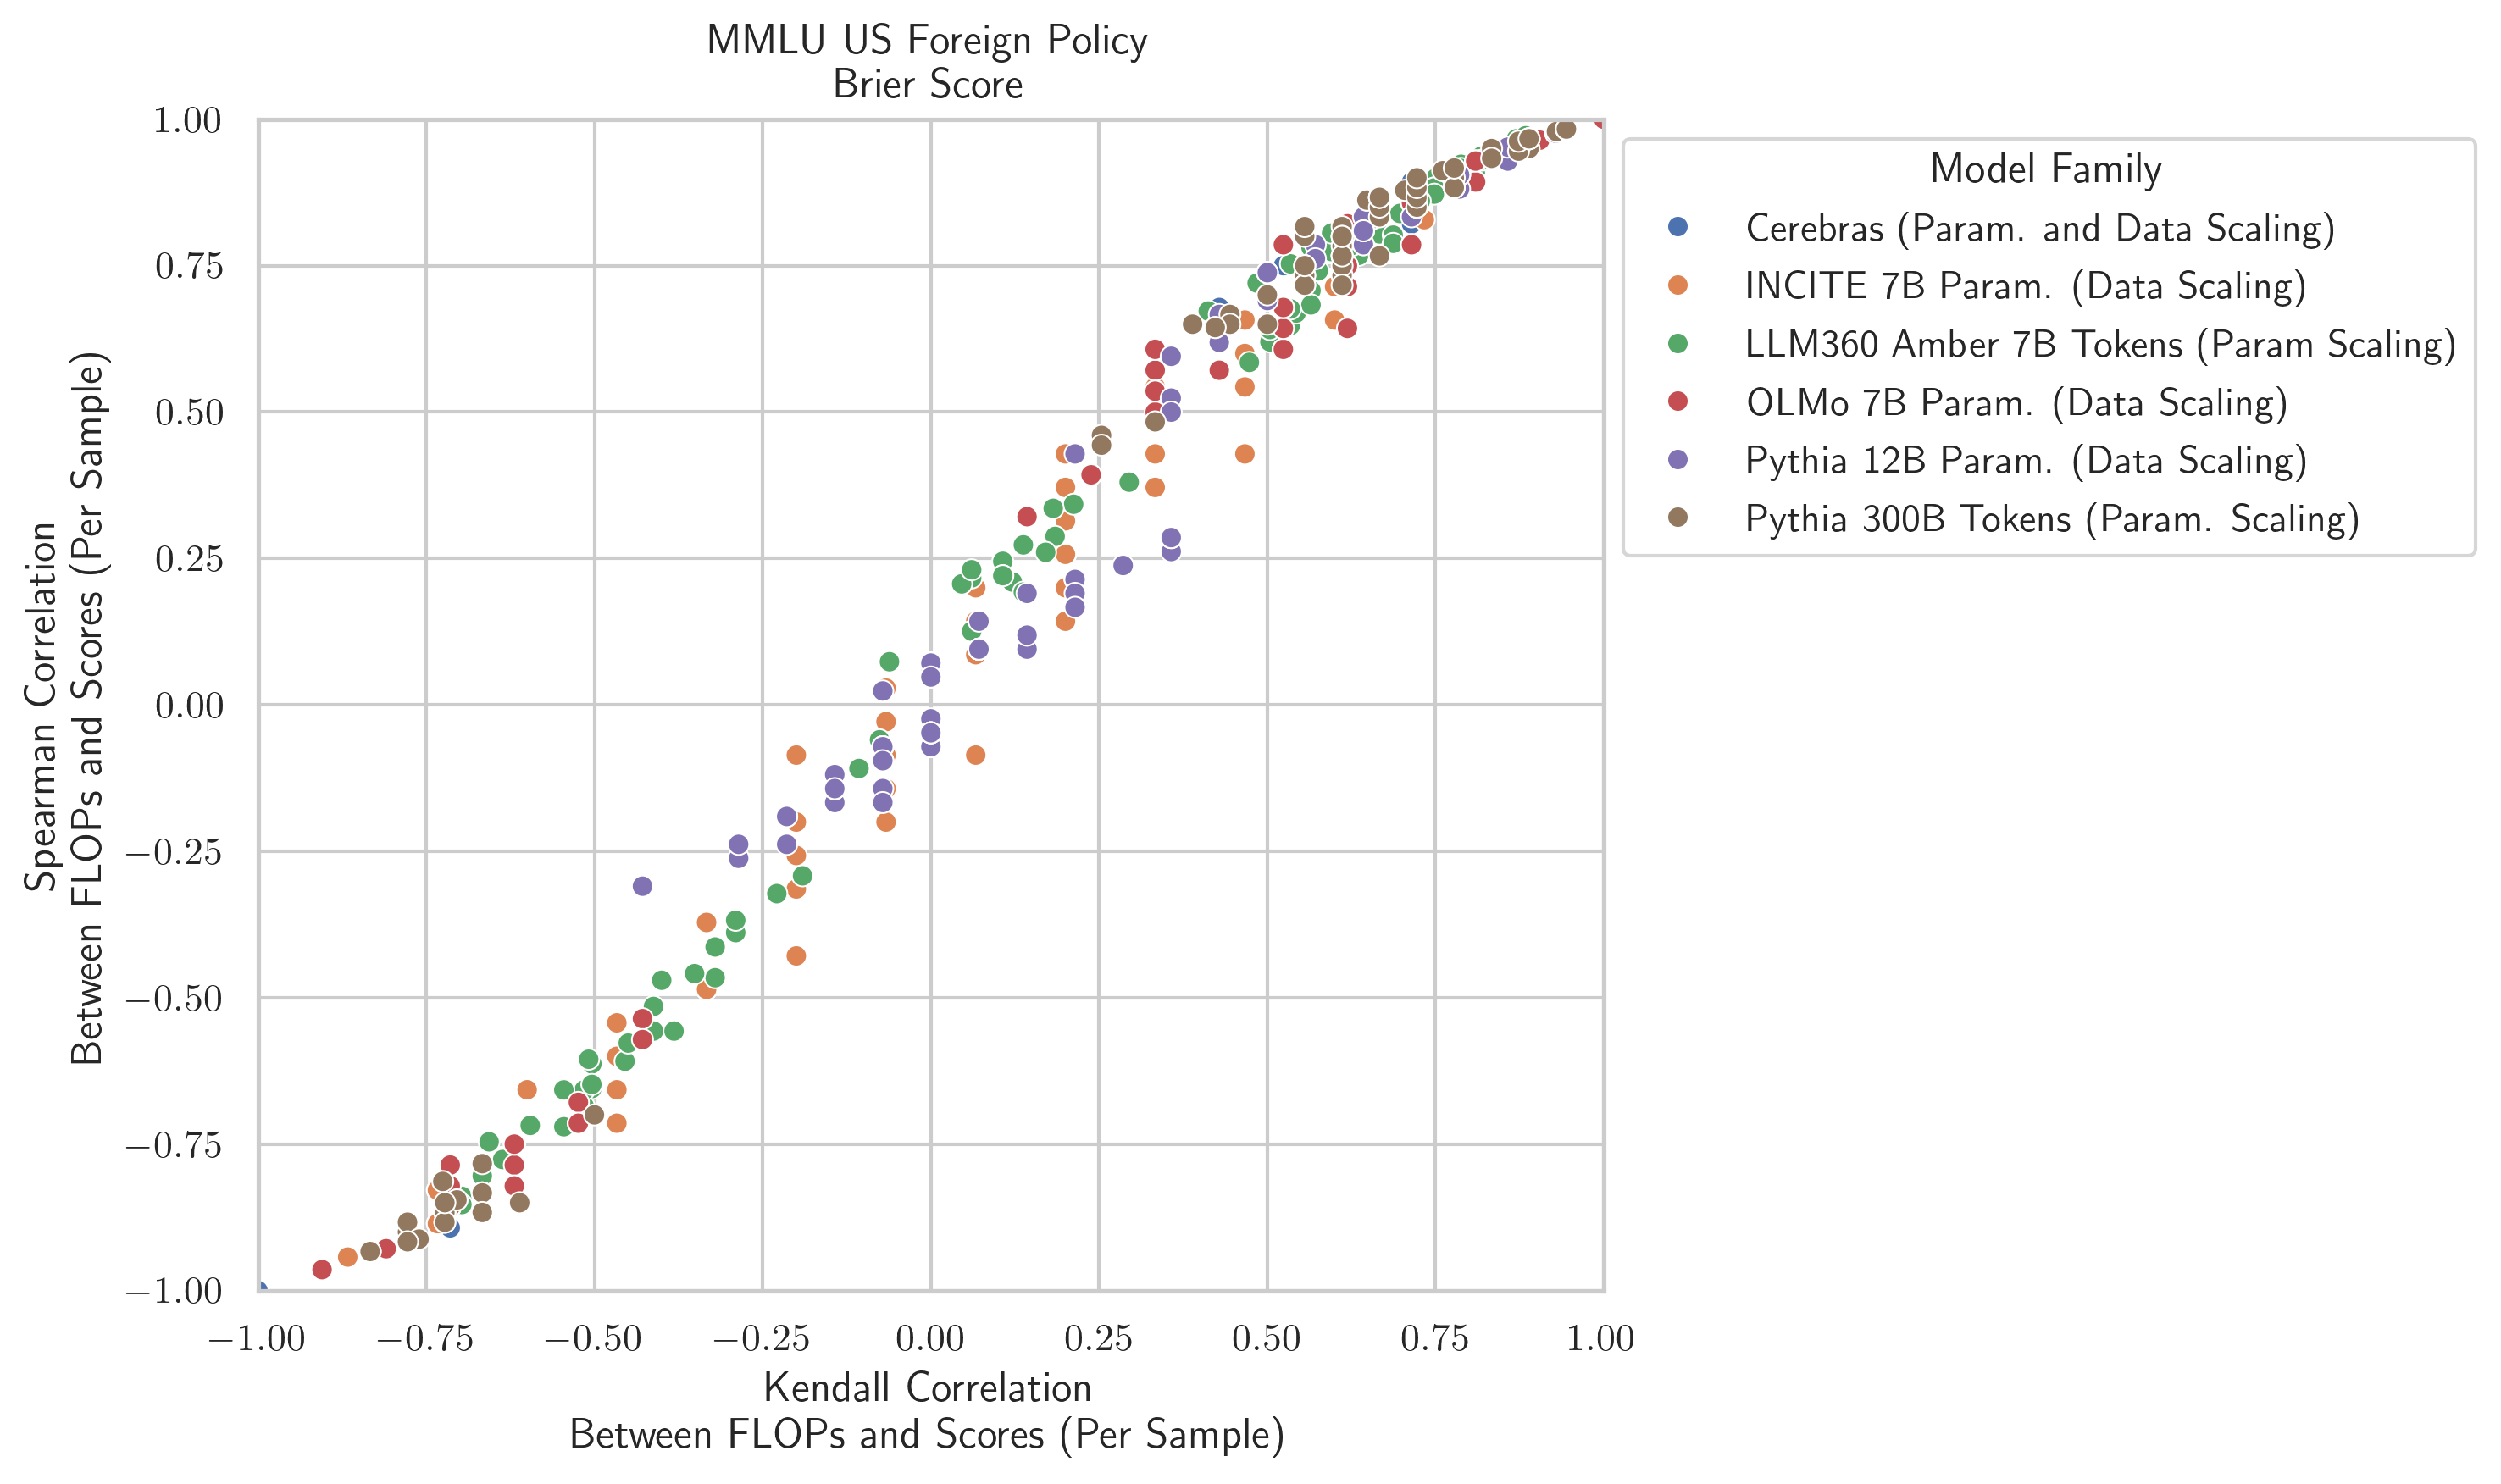 MMLU US Foreign Policy
Brier Score
Spearman Correlation
Between FLOPs and Scores (Per Sample)
1.00
0.75
0.50
0.25
0.00
−0.25
−0.50
−0.75
−1.00
−1.00 −0.75 −0.50 −0.25 0.00 0.25 0.50 0.75 1.00
Kendall Correlation
Between FLOPs and Scores (Per Sample)
Model Family
Cerebras (Param. and Data Scaling)
INCITE 7B Param. (Data Scaling)
LLM360 Amber 7B Tokens (Param Scaling)
OLMo 7B Param. (Data Scaling)
Pythia 12B Param. (Data Scaling)
Pythia 300B Tokens (Param. Scaling)